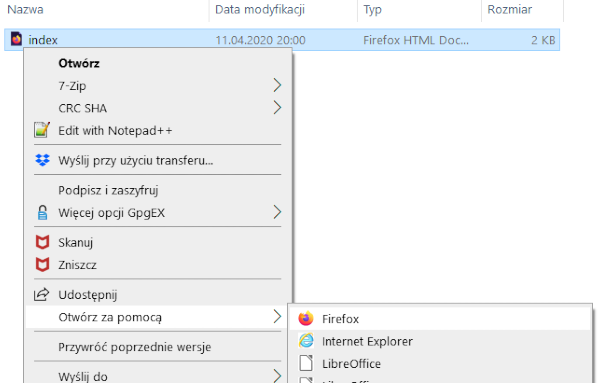 Nazwa Data modyfikacji Typ Rozmiar
index 11.04.2020 20:00 Firefox HTML Doc... 2 KB
Otwórz
7-Zip
CRC SHA
Edit with Notepad++
Wyślij przy użyciu transferu...
Podpisz i zaszyfruj
Więcej opcji GpgEX
Skanuj
Zniszcz
Udostępnij
Otwórz za pomocą
Firefox
Internet Explorer
Przywróć poprzednie wersje
LibreOffice
Wyślij do